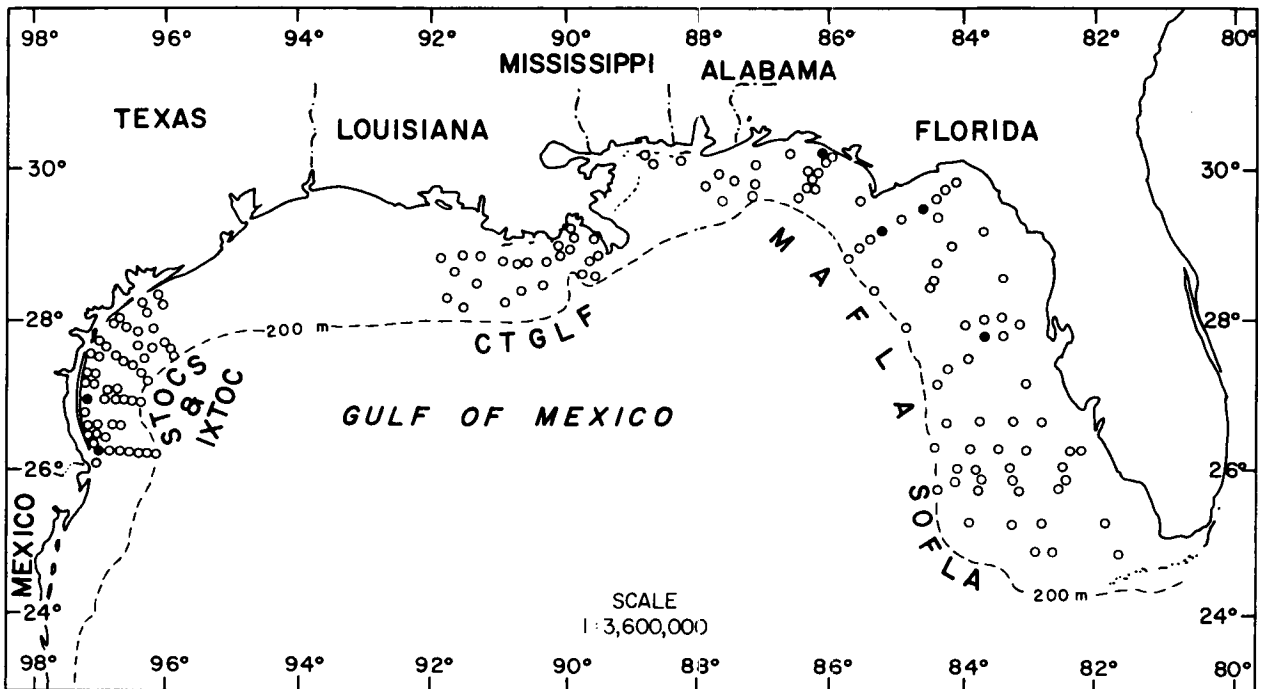 98° 96° 94° 92° 90° 88° 86° 84° 82° 80°
MISSISSIPPI ALABAMA
TEXAS LOUISIANA FLORIDA
30° 30°
28° 28°
200 m
CTGLF
MAFLA
STOCS
&
IXTOC
GULF OF MEXICO
26° 26°
SOFLA
MEXICO
200 m
24° 24°
SCALE
1:3,600,000
98° 96° 94° 92° 90° 88° 86° 84° 82° 80°